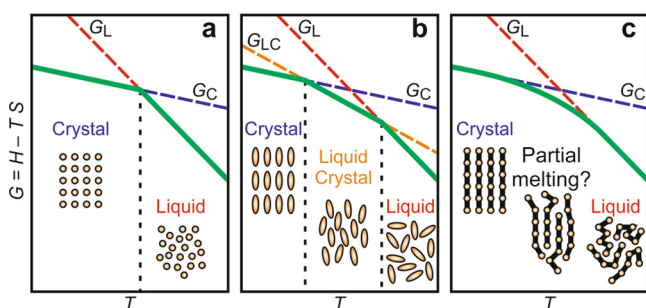 G = H – T S
a
G_L
G_C
Crystal
Liquid
T
b
G_L
G_LC
G_C
Crystal
Liquid
Crystal
Liquid
T
c
G_L
G_C
Crystal
Partial
melting?
Liquid
T